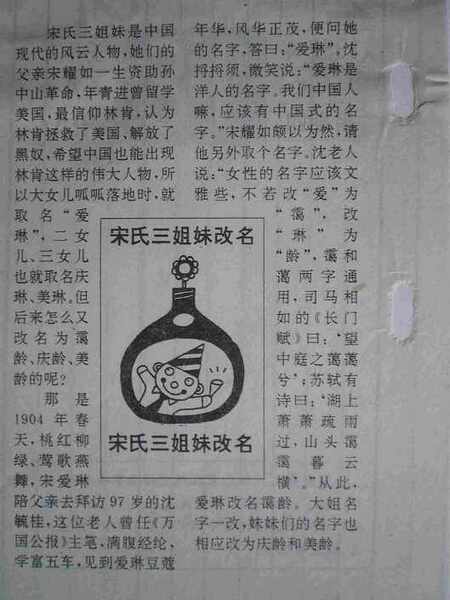 宋氏三姐妹是中国
现代的风云人物，她们的
父亲宋耀如一生资助孙
中山革命，年青进曾留学
美国，最信仰林肯，认为
林肯拯救了美国，解放了
黑奴，希望中国也能出现
林肯这样的伟大人物，所
以大女儿呱呱落地时，就
取名“爱
琳”，二女
儿、三女儿
也就取名庆
琳、美琳。但
后来怎么又
改名为霭
龄、庆龄、美
龄的呢？
那是
1904年春
天，桃红柳
绿、莺歌燕
舞，宋爱琳
陪父亲去拜访97岁的沈
毓桂，这位老人曾任《万
国公报》主笔，满腹经纶，
学富五车，见到爱琳豆蔻
宋氏三姐妹改名
宋氏三姐妹改名
年华，风华正茂，便问她
的名字，答曰：“爱琳”。沈
捋捋须，微笑说：“爱琳是
洋人的名字。我们中国人
嘛，应该有中国式的名
字。”宋耀如颇以为然，请
他另外取个名字。沈老人
说：“女性的名字应该文
雅些，不若改“爱”为
“霭”，改
“琳”为
“龄”，霭和
蔼两字通
用，司马相
如的《长门
赋》曰：‘望
中庭之蔼蔼
兮’；苏轼有
诗曰：‘湖上
萧萧疏雨
过，山头霭
霭暮云
横’。”从此，
爱琳改名霭龄。大姐名
字一改，妹妹们的名字也
相应改为庆龄和美龄。